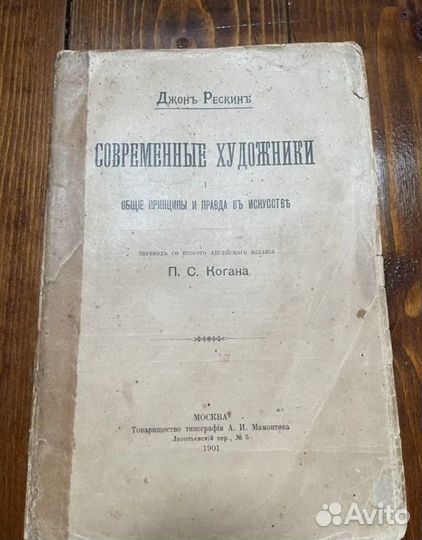 Джонъ Рескинъ
СОВРЕМЕННЫЕ ХУДОЖНИКИ
I
ОБЩІЕ ПРИНЦИПЫ И ПРАВДА ВЪ ИСКУССТВѢ
ПЕРЕВОДЪ СО ВТОРОГО АНГЛІЙСКАГО ИЗДАНІЯ
П. С. Когана
МОСКВА
Товарищество типографіи А. И. Мамонтова
Леонтьевскій пер., № 5
1901
Avito